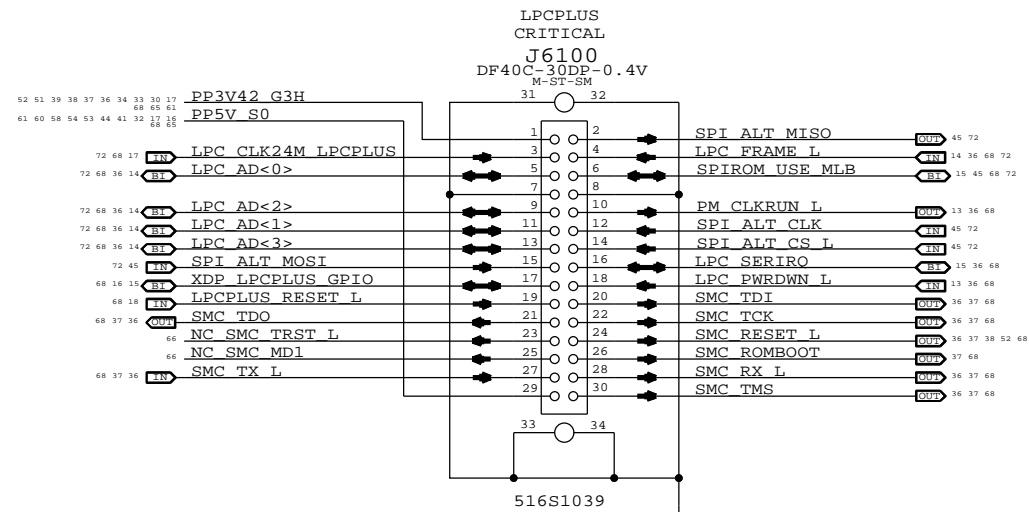 LPCPLUS
CRITICAL
J6100
DF40C-30DP-0.4V
M-ST-SM
31 32
52 51 39 38 37 36 34 33 30 17 PP3V42_G3H
68 65 61
61 60 58 54 53 44 41 32 17 16 PP5V_S0
68 65
1 2 SPI_ALT_MISO OUT 45 72
72 68 17 IN LPC_CLK24M_LPCPLUS 3 4 LPC_FRAME_L IN 14 36 68 72
72 68 36 14 BI LPC_AD<0> 5 6 SPIROM_USE_MLB BI 15 45 68 72
7 8
72 68 36 14 BI LPC_AD<2> 9 10 PM_CLKRUN_L OUT 13 36 68
72 68 36 14 BI LPC_AD<1> 11 12 SPI_ALT_CLK IN 45 72
72 68 36 14 BI LPC_AD<3> 13 14 SPI_ALT_CS_L IN 45 72
72 45 IN SPI_ALT_MOSI 15 16 LPC_SERIRQ BI 15 36 68
68 16 15 BI XDP_LPCPLUS_GPIO 17 18 LPC_PWRDWN_L IN 13 36 68
68 18 IN LPCPLUS_RESET_L 19 20 SMC_TDI OUT 36 37 68
68 37 36 OUT SMC_TDO 21 22 SMC_TCK OUT 36 37 68
66 NC_SMC_TRST_L 23 24 SMC_RESET_L OUT 36 37 38 52 68
66 NC_SMC_MD1 25 26 SMC_ROMBOOT OUT 37 68
68 37 36 IN SMC_TX_L 27 28 SMC_RX_L OUT 36 37 68
29 30 SMC_TMS OUT 36 37 68
33 34
516S1039